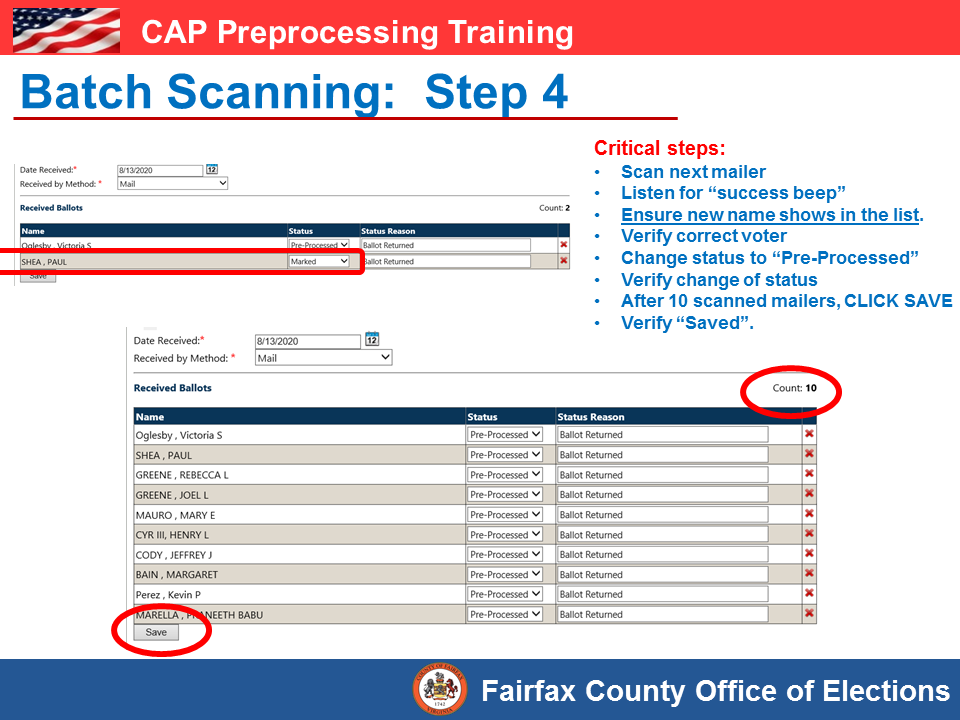 CAP Preprocessing Training
Batch Scanning: Step 4
Date Received:* 8/13/2020 12
Received by Method: * Mail
Received Ballots Count: 2
Name Status Status Reason
Oglesby , Victoria S Pre-Processed Ballot Returned
SHEA , PAUL Marked Ballot Returned
Save
Critical steps:
• Scan next mailer
• Listen for “success beep”
• Ensure new name shows in the list.
• Verify correct voter
• Change status to “Pre-Processed”
• Verify change of status
• After 10 scanned mailers, CLICK SAVE
• Verify “Saved”.
Date Received:* 8/13/2020 12
Received by Method: * Mail
Received Ballots Count: 10
Name Status Status Reason
Oglesby , Victoria S Pre-Processed Ballot Returned
SHEA , PAUL Pre-Processed Ballot Returned
GREENE , REBECCA L Pre-Processed Ballot Returned
GREENE , JOEL L Pre-Processed Ballot Returned
MAURO , MARY E Pre-Processed Ballot Returned
CYR III, HENRY L Pre-Processed Ballot Returned
CODY , JEFFREY J Pre-Processed Ballot Returned
BAIN , MARGARET Pre-Processed Ballot Returned
Perez , Kevin P Pre-Processed Ballot Returned
MARELLA , PRANEETH BABU Pre-Processed Ballot Returned
Save
COUNTY OF FAIRFAX
VIRGINIA
1742
Fairfax County Office of Elections